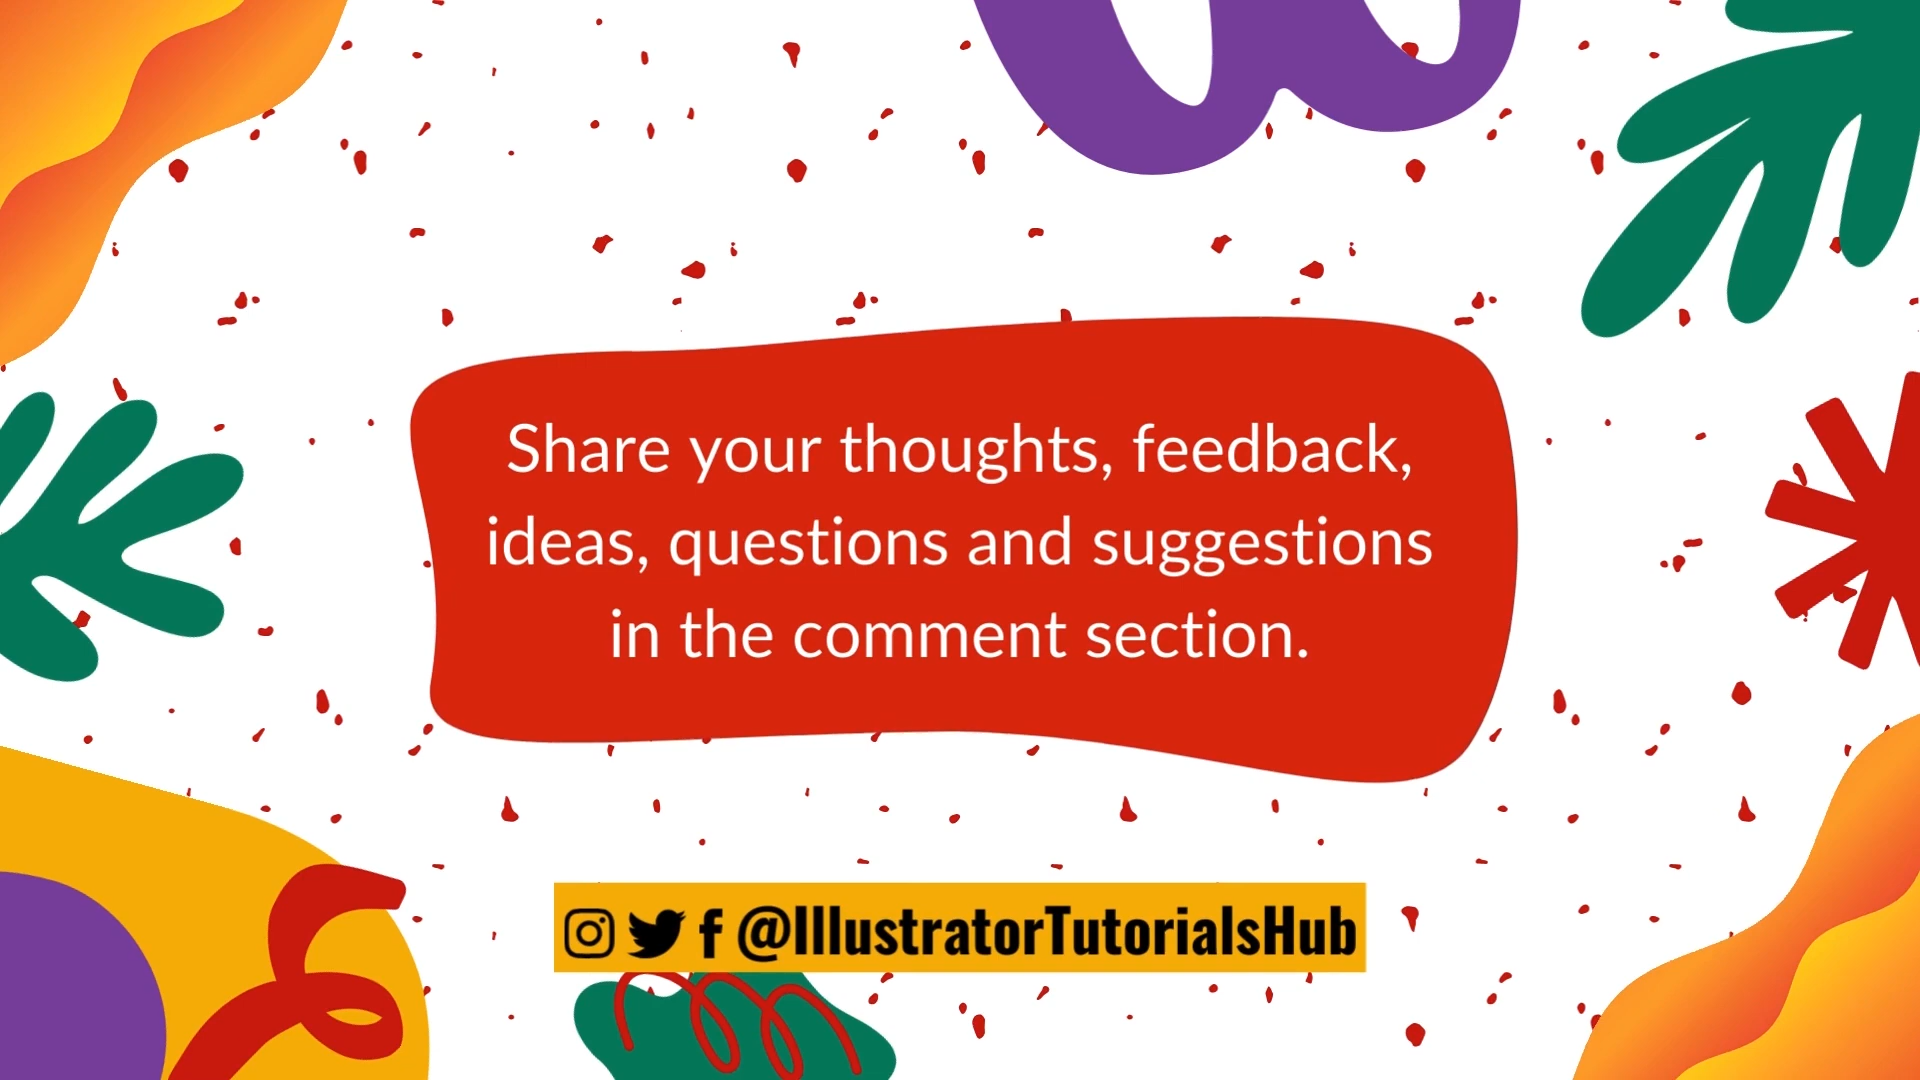 Share your thoughts, feedback,
ideas, questions and suggestions
in the comment section.
@IllustratorTutorialsHub